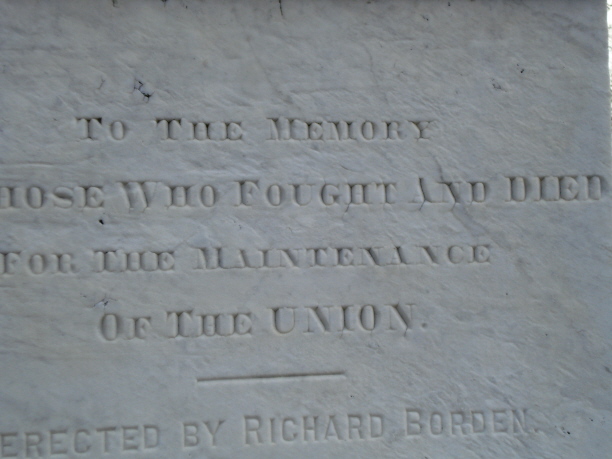 To The Memory
hose Who Fought And Died
For the Maintenance
Of The Union.
Erected by Richard Borden.